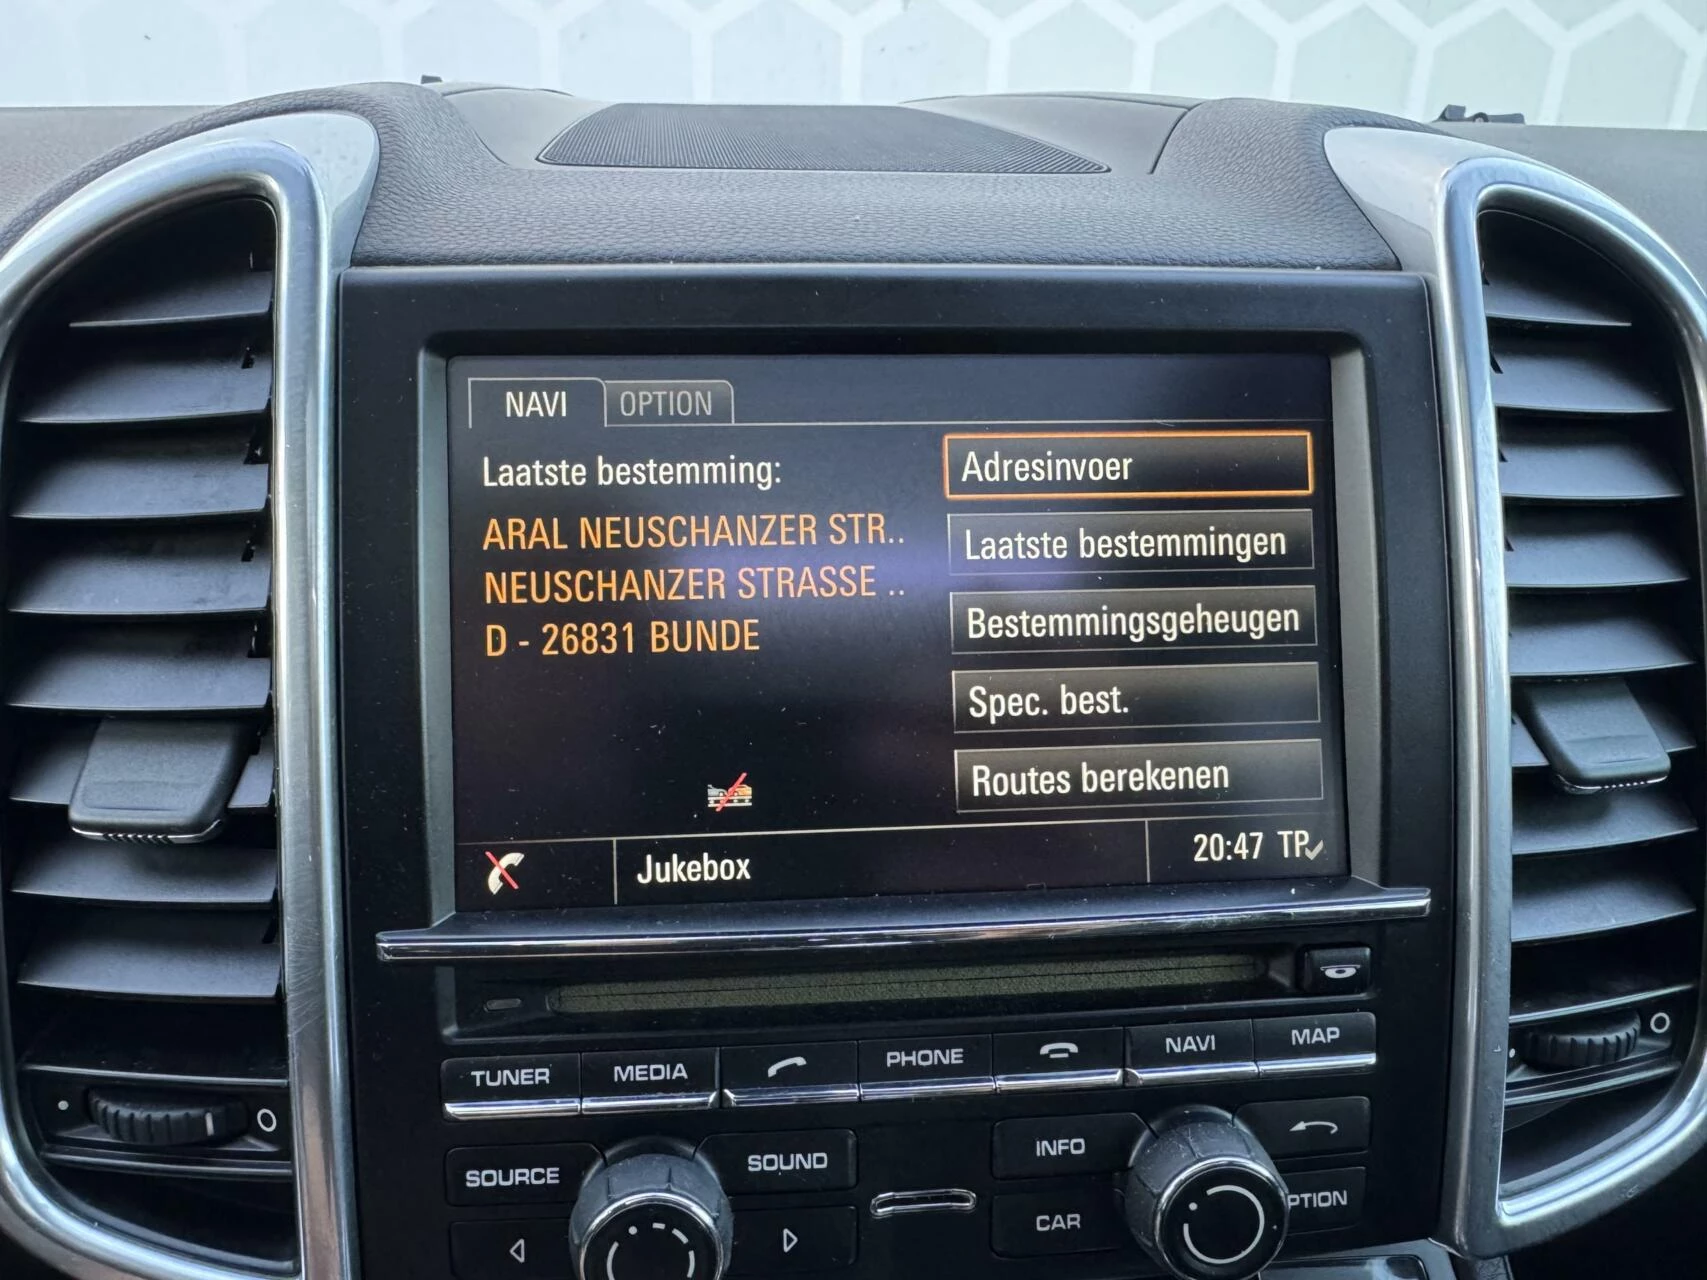 NAVI
OPTION
Laatste bestemming:
ARAL NEUSCHANZER STR..
NEUSCHANZER STRASSE ..
D - 26831 BUNDE
Adresinvoer
Laatste bestemmingen
Bestemmingsgeheugen
Spec. best.
Routes berekenen
Jukebox
20:47 TP
TUNER
MEDIA
PHONE
NAVI
MAP
SOURCE
SOUND
INFO
CAR
PTION